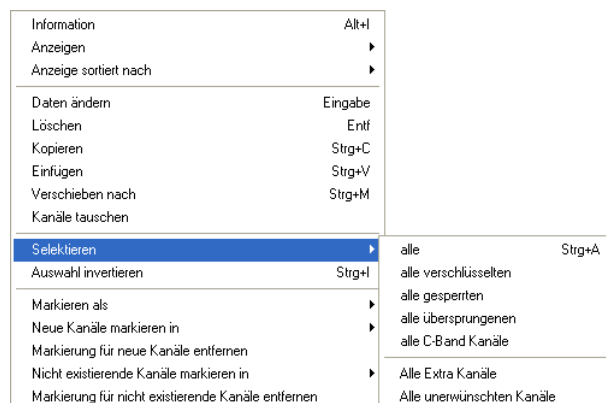 Information Alt+I
Anzeigen
Anzeige sortiert nach
Daten ändern Eingabe
Löschen Entf
Kopieren Strg+C
Einfügen Strg+V
Verschieben nach Strg+M
Kanäle tauschen
Selektieren
Auswahl invertieren Strg+I
Markieren als
Neue Kanäle markieren in
Markierung für neue Kanäle entfernen
Nicht existierende Kanäle markieren in
Markierung für nicht existierende Kanäle entfernen
alle Strg+A
alle verschlüsselten
alle gesperrten
alle übersprungenen
alle C-Band Kanäle
Alle Extra Kanäle
Alle unerwünschten Kanäle